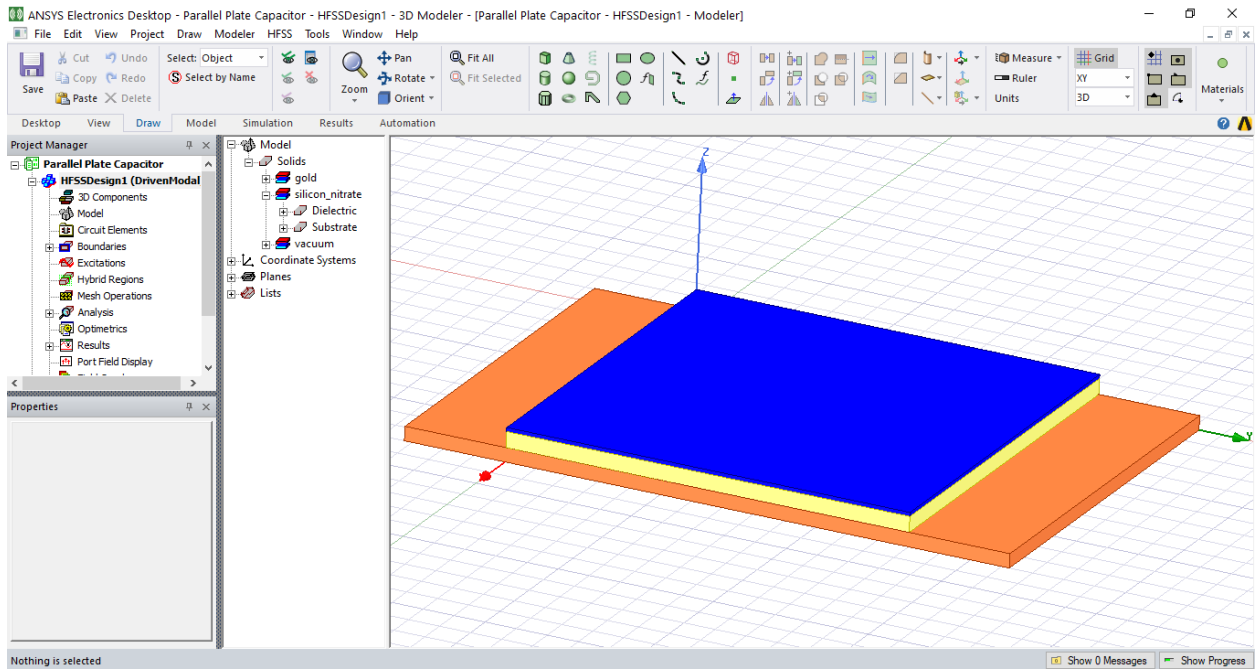 ANSYS Electronics Desktop - Parallel Plate Capacitor - HFSSDesign1 - 3D Modeler - [Parallel Plate Capacitor - HFSSDesign1 - Modeler]
File Edit View Project Draw Modeler HFSS Tools Window Help
Save
Cut Undo
Copy Redo
Paste Delete
Select: Object
Select by Name
Zoom
Pan
Rotate
Orient
Fit All
Fit Selected
Measure
Ruler
Units
Grid
XY
3D
Materials
Desktop View Draw Model Simulation Results Automation
Project Manager
Parallel Plate Capacitor
HFSSDesign1 (DrivenModal
3D Components
Model
Circuit Elements
Boundaries
Excitations
Hybrid Regions
Mesh Operations
Analysis
Optimetrics
Results
Port Field Display
Properties
Model
Solids
gold
silicon_nitrate
Dielectric
Substrate
vacuum
Coordinate Systems
Planes
Lists
Z
Y
Nothing is selected
Show 0 Messages Show Progress